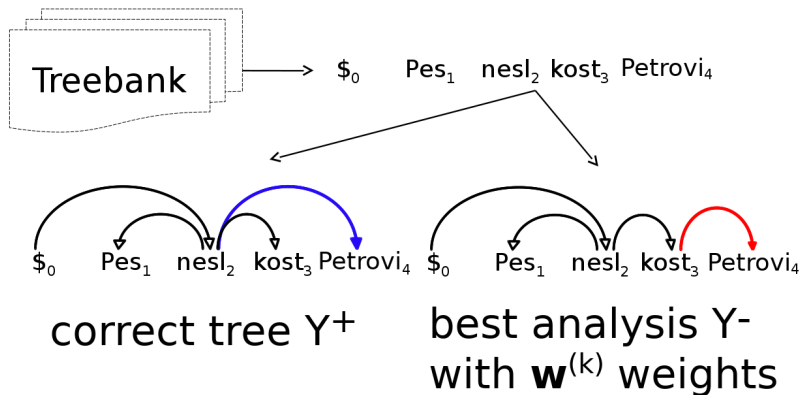 Treebank
$₀ Pes₁ nesl₂ kost₃ Petrovi₄
$₀ Pes₁ nesl₂ kost₃ Petrovi₄
$₀ Pes₁ nesl₂ kost₃ Petrovi₄
correct tree Y⁺
best analysis Y-
with w⁽ᵏ⁾ weights